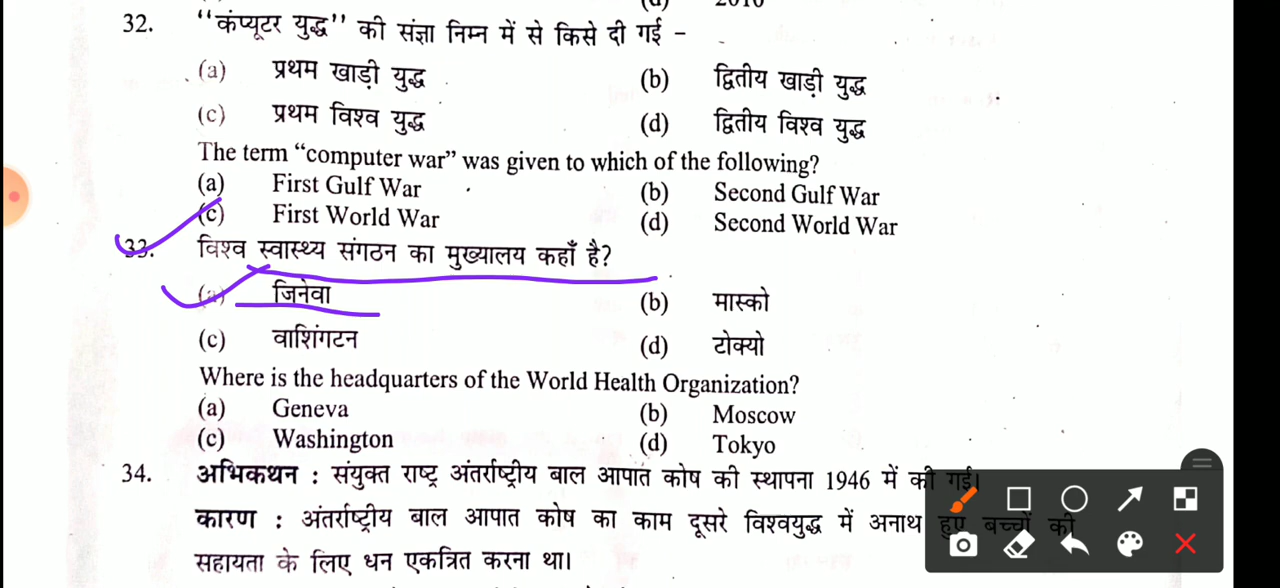 (d) 2010
32. “कंप्यूटर युद्ध” की संज्ञा निम्न में से किसे दी गई -
(a) प्रथम खाड़ी युद्ध (b) द्वितीय खाड़ी युद्ध
(c) प्रथम विश्व युद्ध (d) द्वितीय विश्व युद्ध
The term “computer war” was given to which of the following?
(a) First Gulf War (b) Second Gulf War
(c) First World War (d) Second World War
33. विश्व स्वास्थ्य संगठन का मुख्यालय कहाँ है?
(a) जिनेवा (b) मास्को
(c) वाशिंगटन (d) टोक्यो
Where is the headquarters of the World Health Organization?
(a) Geneva (b) Moscow
(c) Washington (d) Tokyo
34. अभिकथन : संयुक्त राष्ट्र अंतर्राष्ट्रीय बाल आपात कोष की स्थापना 1946 में की गई।
कारण : अंतर्राष्ट्रीय बाल आपात कोष का काम दूसरे विश्वयुद्ध में अनाथ हुए बच्चों की
सहायता के लिए धन एकत्रित करना था।